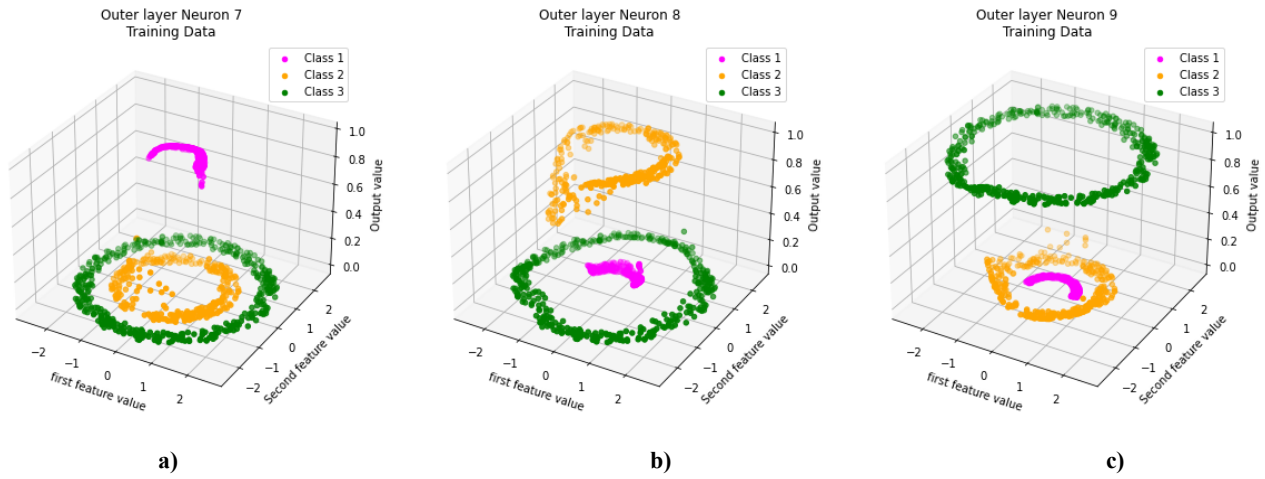 Outer layer Neuron 7
Training Data
Class 1
Class 2
Class 3
1.0
0.8
0.6
0.4
0.2
0.0
Output value
−2
−1
0
1
2
first feature value
−2
−1
0
1
2
Second feature value
a)
Outer layer Neuron 8
Training Data
Class 1
Class 2
Class 3
1.0
0.8
0.6
0.4
0.2
0.0
Output value
−2
−1
0
1
2
first feature value
−2
−1
0
1
2
Second feature value
b)
Outer layer Neuron 9
Training Data
Class 1
Class 2
Class 3
1.0
0.8
0.6
0.4
0.2
0.0
Output value
−2
−1
0
1
2
first feature value
−2
−1
0
1
2
Second feature value
c)